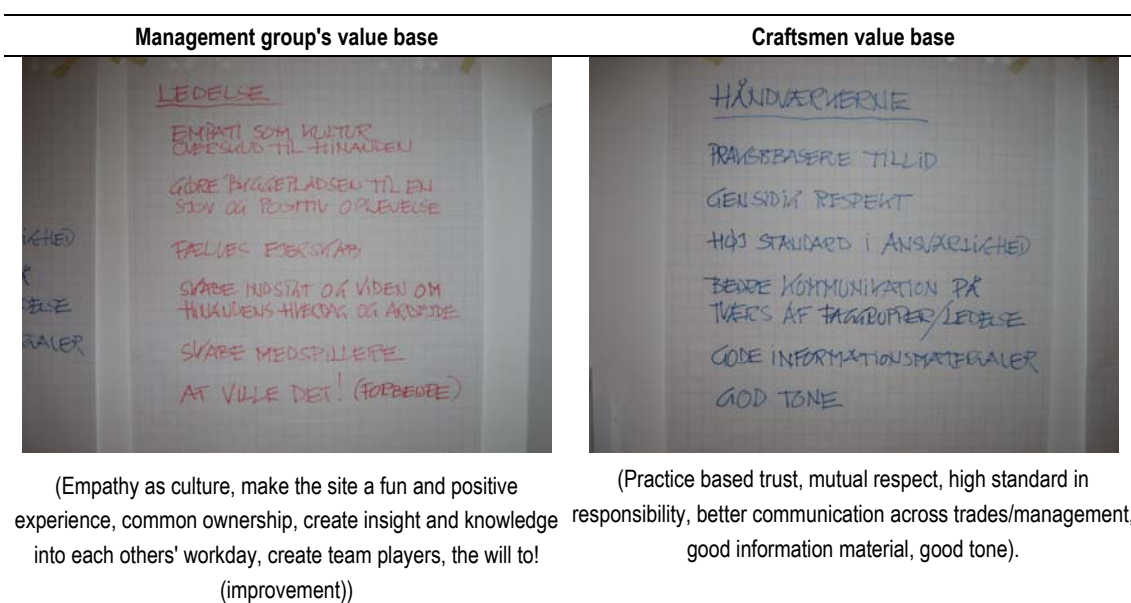 Management group's value base
Craftsmen value base
LEDELSE
EMPATI SOM KULTUR
OVERSKUD TIL HINANDEN
GØRE BYGGEPLADSEN TIL EN
SJOV OG POSITIV OPLEVELSE
FÆLLES EJERSKAB
SKABE INDSIGT OG VIDEN OM
HINANDENS HVERDAG OG ARBEJDE
SKABE MEDSPILLERE
AT VILLE DET! (FORBEDRE)
HÅNDVÆRKERNE
PRAKSISBASERE TILLID
GENSIDIG RESPEKT
HØJ STANDARD I ANSVARLIGHED
BEDRE KOMMUNIKATION PÅ
TVÆRS AF FAGGRUPPER/LEDELSE
GODE INFORMATIONSMATERIALER
GOD TONE
(Empathy as culture, make the site a fun and positive
experience, common ownership, create insight and knowledge
into each others' workday, create team players, the will to!
(improvement))
(Practice based trust, mutual respect, high standard in
responsibility, better communication across trades/management,
good information material, good tone).